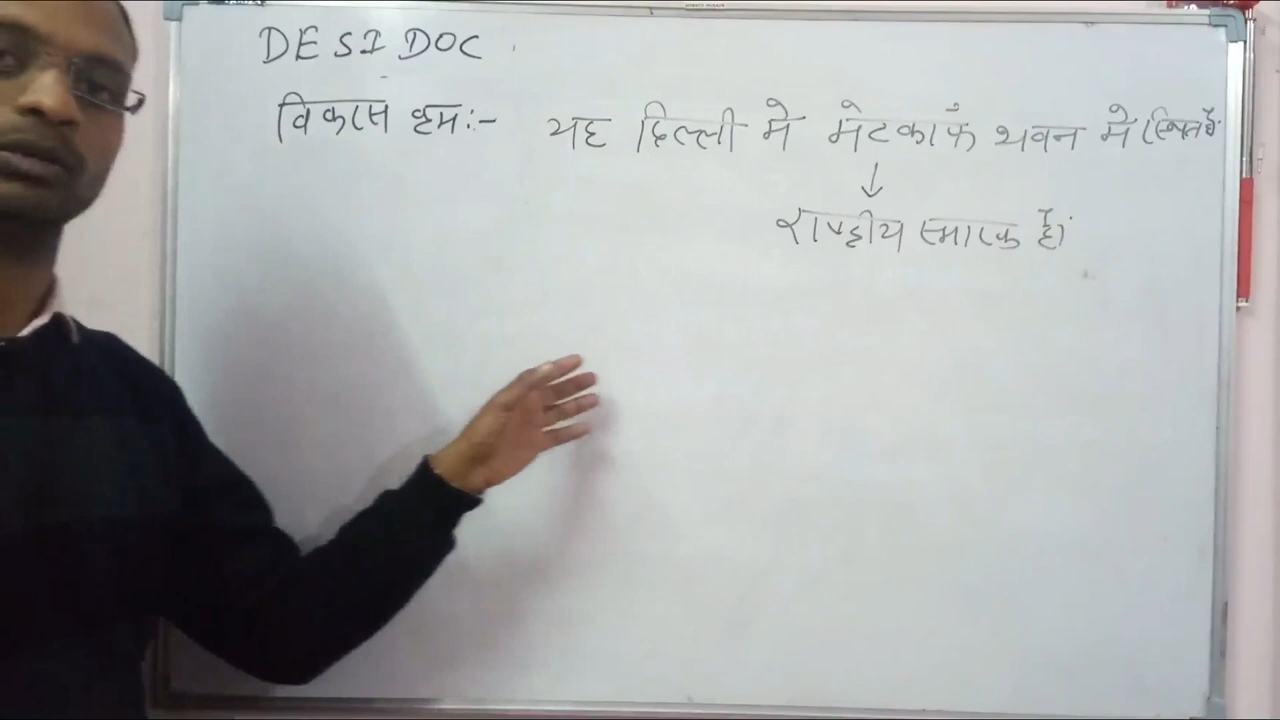 DESIDOC
विकास क्रम:- यह दिल्ली में मेटकॉफ भवन में स्थित है
↓
राष्ट्रीय स्मारक है।